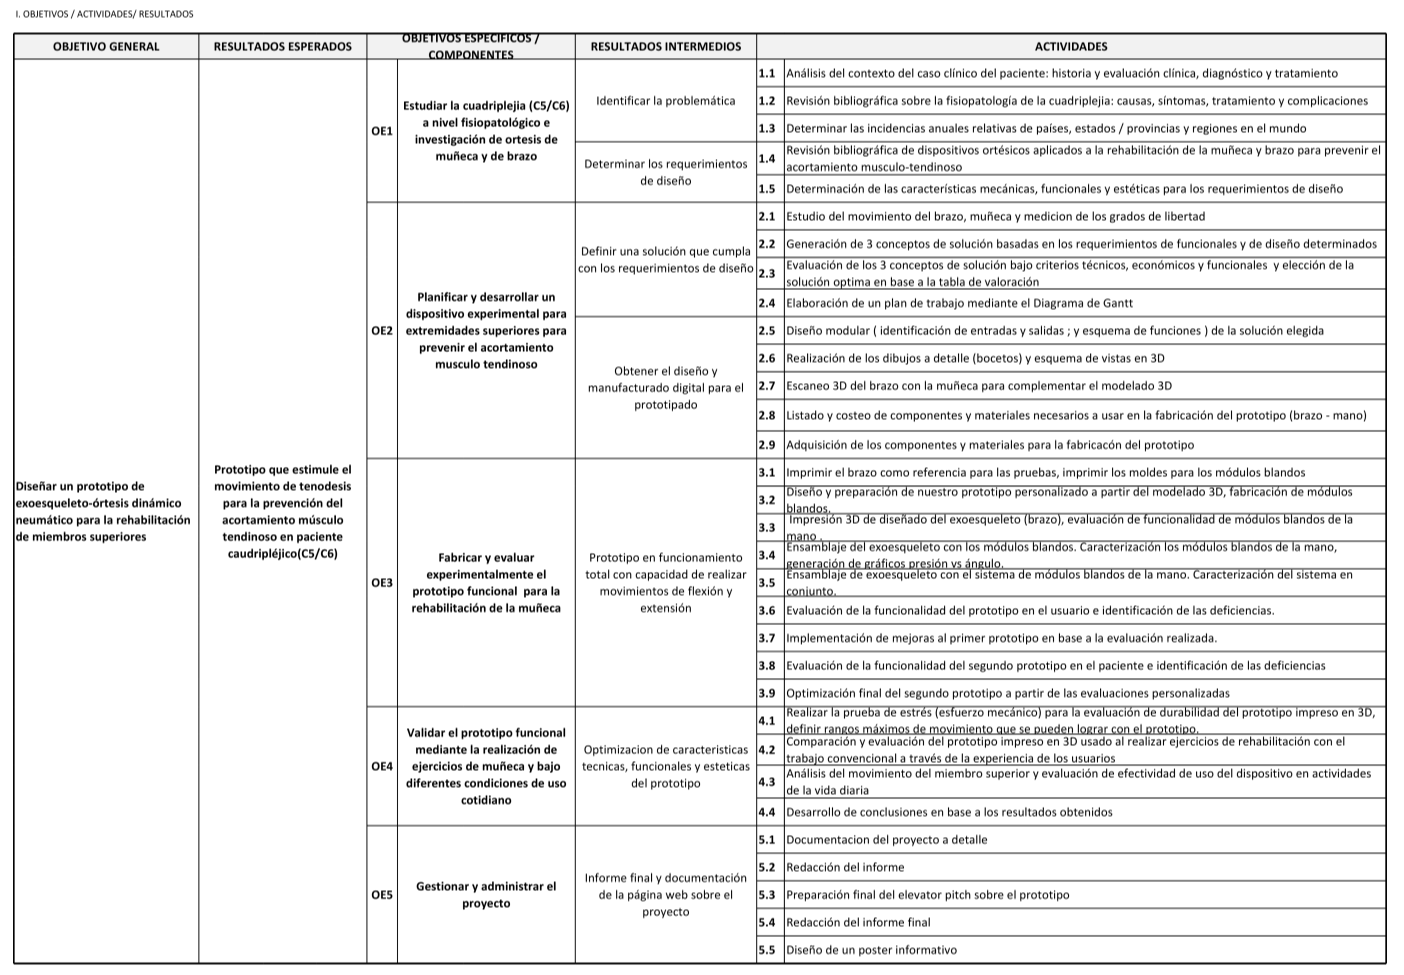 I. OBJETIVOS / ACTIVIDADES/ RESULTADOS
OBJETIVO GENERAL
RESULTADOS ESPERADOS
OBJETIVOS ESPECIFICOS /
COMPONENTES
RESULTADOS INTERMEDIOS
ACTIVIDADES
Diseñar un prototipo de
exoesqueleto-órtesis dinámico
neumático para la rehabilitación
de miembros superiores
Prototipo que estimule el
movimiento de tenodesis
para la prevención del
acortamiento músculo
tendinoso en paciente
caudripléjico(C5/C6)
OE1
Estudiar la cuadriplejia (C5/C6)
a nivel fisiopatológico e
investigación de ortesis de
muñeca y de brazo
Identificar la problemática
1.1 Análisis del contexto del caso clínico del paciente: historia y evaluación clínica, diagnóstico y tratamiento
1.2 Revisión bibliográfica sobre la fisiopatología de la cuadriplejia: causas, síntomas, tratamiento y complicaciones
1.3 Determinar las incidencias anuales relativas de países, estados / provincias y regiones en el mundo
Determinar los requerimientos
de diseño
1.4 Revisión bibliográfica de dispositivos ortésicos aplicados a la rehabilitación de la muñeca y brazo para prevenir el
acortamiento musculo-tendinoso
1.5 Determinación de las características mecánicas, funcionales y estéticas para los requerimientos de diseño
OE2
Planificar y desarrollar un
dispositivo experimental para
extremidades superiores para
prevenir el acortamiento
musculo tendinoso
Definir una solución que cumpla
con los requerimientos de diseño
2.1 Estudio del movimiento del brazo, muñeca y medicion de los grados de libertad
2.2 Generación de 3 conceptos de solución basadas en los requerimientos de funcionales y de diseño determinados
2.3 Evaluación de los 3 conceptos de solución bajo criterios técnicos, económicos y funcionales y elección de la
solución optima en base a la tabla de valoración
2.4 Elaboración de un plan de trabajo mediante el Diagrama de Gantt
Obtener el diseño y
manufacturado digital para el
prototipado
2.5 Diseño modular ( identificación de entradas y salidas ; y esquema de funciones ) de la solución elegida
2.6 Realización de los dibujos a detalle (bocetos) y esquema de vistas en 3D
2.7 Escaneo 3D del brazo con la muñeca para complementar el modelado 3D
2.8 Listado y costeo de componentes y materiales necesarios a usar en la fabricación del prototipo (brazo - mano)
2.9 Adquisición de los componentes y materiales para la fabricacón del prototipo
OE3
Fabricar y evaluar
experimentalmente el
prototipo funcional para la
rehabilitación de la muñeca
Prototipo en funcionamiento
total con capacidad de realizar
movimientos de flexión y
extensión
3.1 Imprimir el brazo como referencia para las pruebas, imprimir los moldes para los módulos blandos
3.2 Diseño y preparación de nuestro prototipo personalizado a partir del modelado 3D, fabricación de módulos
blandos.
3.3 Impresión 3D de diseñado del exoesqueleto (brazo), evaluación de funcionalidad de módulos blandos de la
mano .
3.4 Ensamblaje del exoesqueleto con los módulos blandos. Caracterización los módulos blandos de la mano,
generación de gráficos presión vs ángulo.
3.5 Ensamblaje de exoesqueleto con el sistema de módulos blandos de la mano. Caracterización del sistema en
conjunto.
3.6 Evaluación de la funcionalidad del prototipo en el usuario e identificación de las deficiencias.
3.7 Implementación de mejoras al primer prototipo en base a la evaluación realizada.
3.8 Evaluación de la funcionalidad del segundo prototipo en el paciente e identificación de las deficiencias
3.9 Optimización final del segundo prototipo a partir de las evaluaciones personalizadas
OE4
Validar el prototipo funcional
mediante la realización de
ejercicios de muñeca y bajo
diferentes condiciones de uso
cotidiano
Optimizacion de caracteristicas
tecnicas, funcionales y esteticas
del prototipo
4.1 Realizar la prueba de estrés (esfuerzo mecánico) para la evaluación de durabilidad del prototipo impreso en 3D,
definir rangos máximos de movimiento que se pueden lograr con el prototipo.
4.2 Comparación y evaluación del prototipo impreso en 3D usado al realizar ejercicios de rehabilitación con el
trabajo convencional a través de la experiencia de los usuarios
4.3 Análisis del movimiento del miembro superior y evaluación de efectividad de uso del dispositivo en actividades
de la vida diaria
4.4 Desarrollo de conclusiones en base a los resultados obtenidos
OE5
Gestionar y administrar el
proyecto
Informe final y documentación
de la página web sobre el
proyecto
5.1 Documentacion del proyecto a detalle
5.2 Redacción del informe
5.3 Preparación final del elevator pitch sobre el prototipo
5.4 Redacción del informe final
5.5 Diseño de un poster informativo